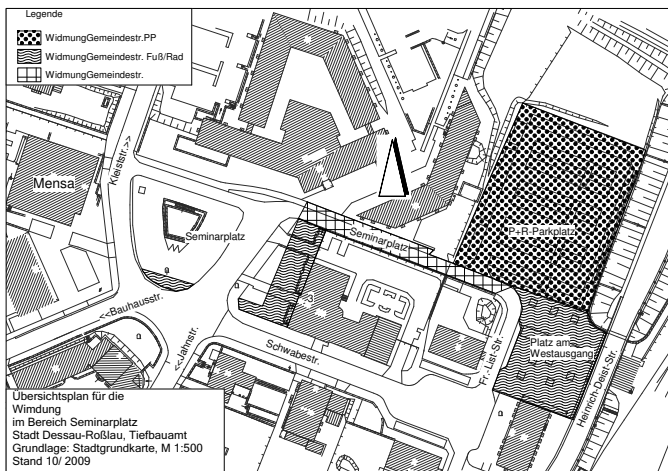 Legende
WidmungGemeindestr.PP
WidmungGemeindestr. Fuß/Rad
WidmungGemeindestr.
Mensa
Kielststr.>>
Seminarplatz
Seminarplatz
P+R-Parkplatz
<<Bauhausstr.
<<Jahnstr.
3
Schwabestr.
Fr.-List-Str.
Platz am
Westausgang
Heinrich-Deist-Str.
Übersichtsplan für die
Wimdung
im Bereich Seminarplatz
Stadt Dessau-Roßlau, Tiefbauamt
Grundlage: Stadtgrundkarte, M 1:500
Stand 10/ 2009